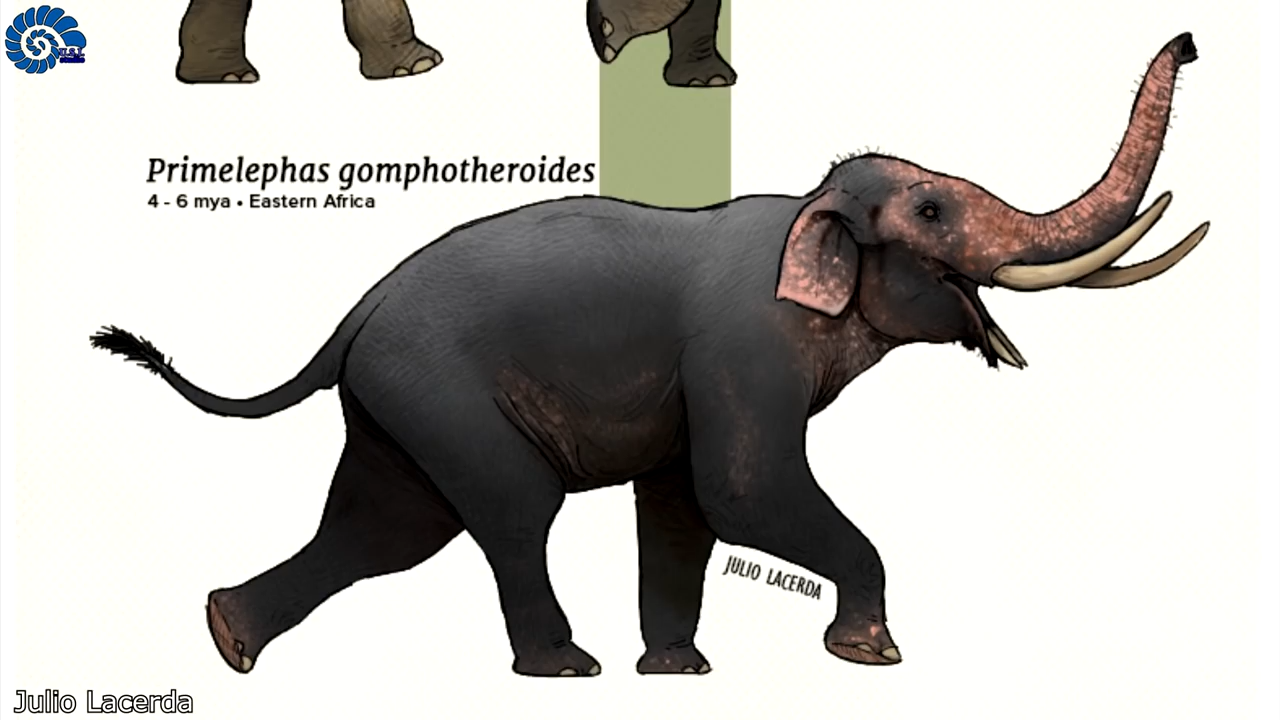 Primelephas gomphotheroides
4 - 6 mya • Eastern Africa
JULIO LACERDA
Julio Lacerda